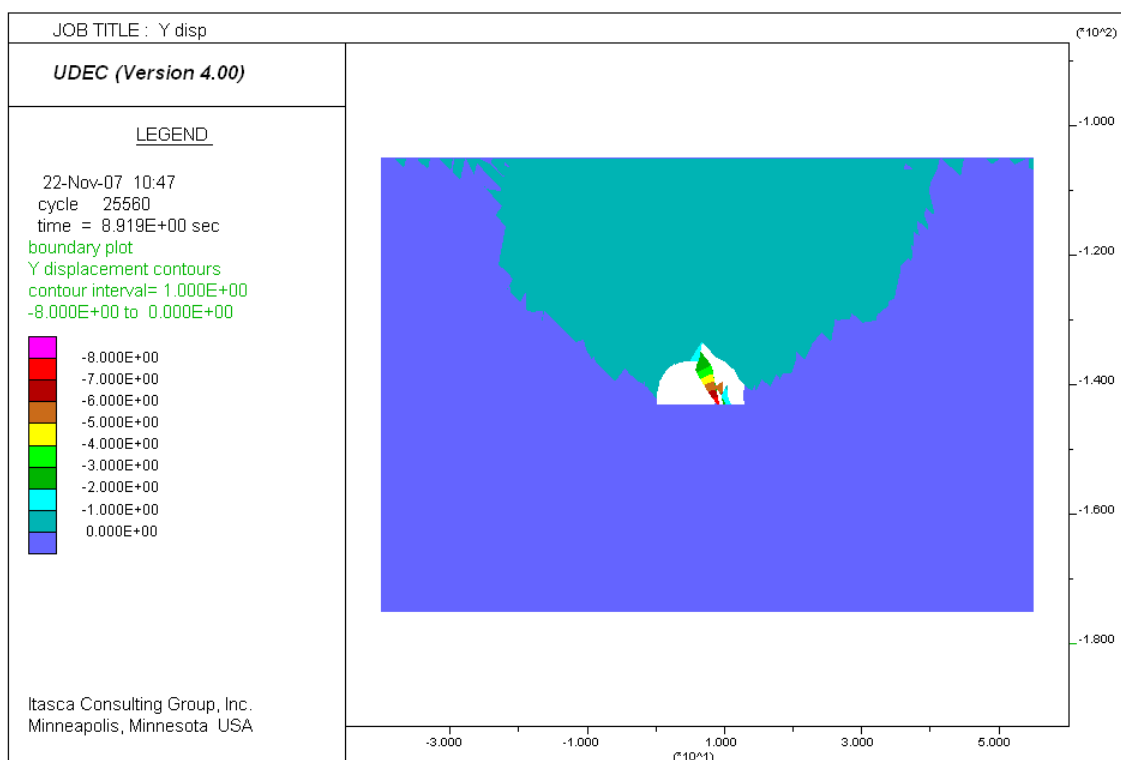 JOB TITLE : Y disp
UDEC (Version 4.00)
LEGEND
22-Nov-07 10:47
cycle 25560
time = 8.919E+00 sec
boundary plot
Y displacement contours
contour interval= 1.000E+00
-8.000E+00 to 0.000E+00
-8.000E+00
-7.000E+00
-6.000E+00
-5.000E+00
-4.000E+00
-3.000E+00
-2.000E+00
-1.000E+00
0.000E+00
Itasca Consulting Group, Inc.
Minneapolis, Minnesota USA
(*10^2)
-1.000
-1.200
-1.400
-1.600
-1.800
-3.000 -1.000 1.000 3.000 5.000
(*10^1)